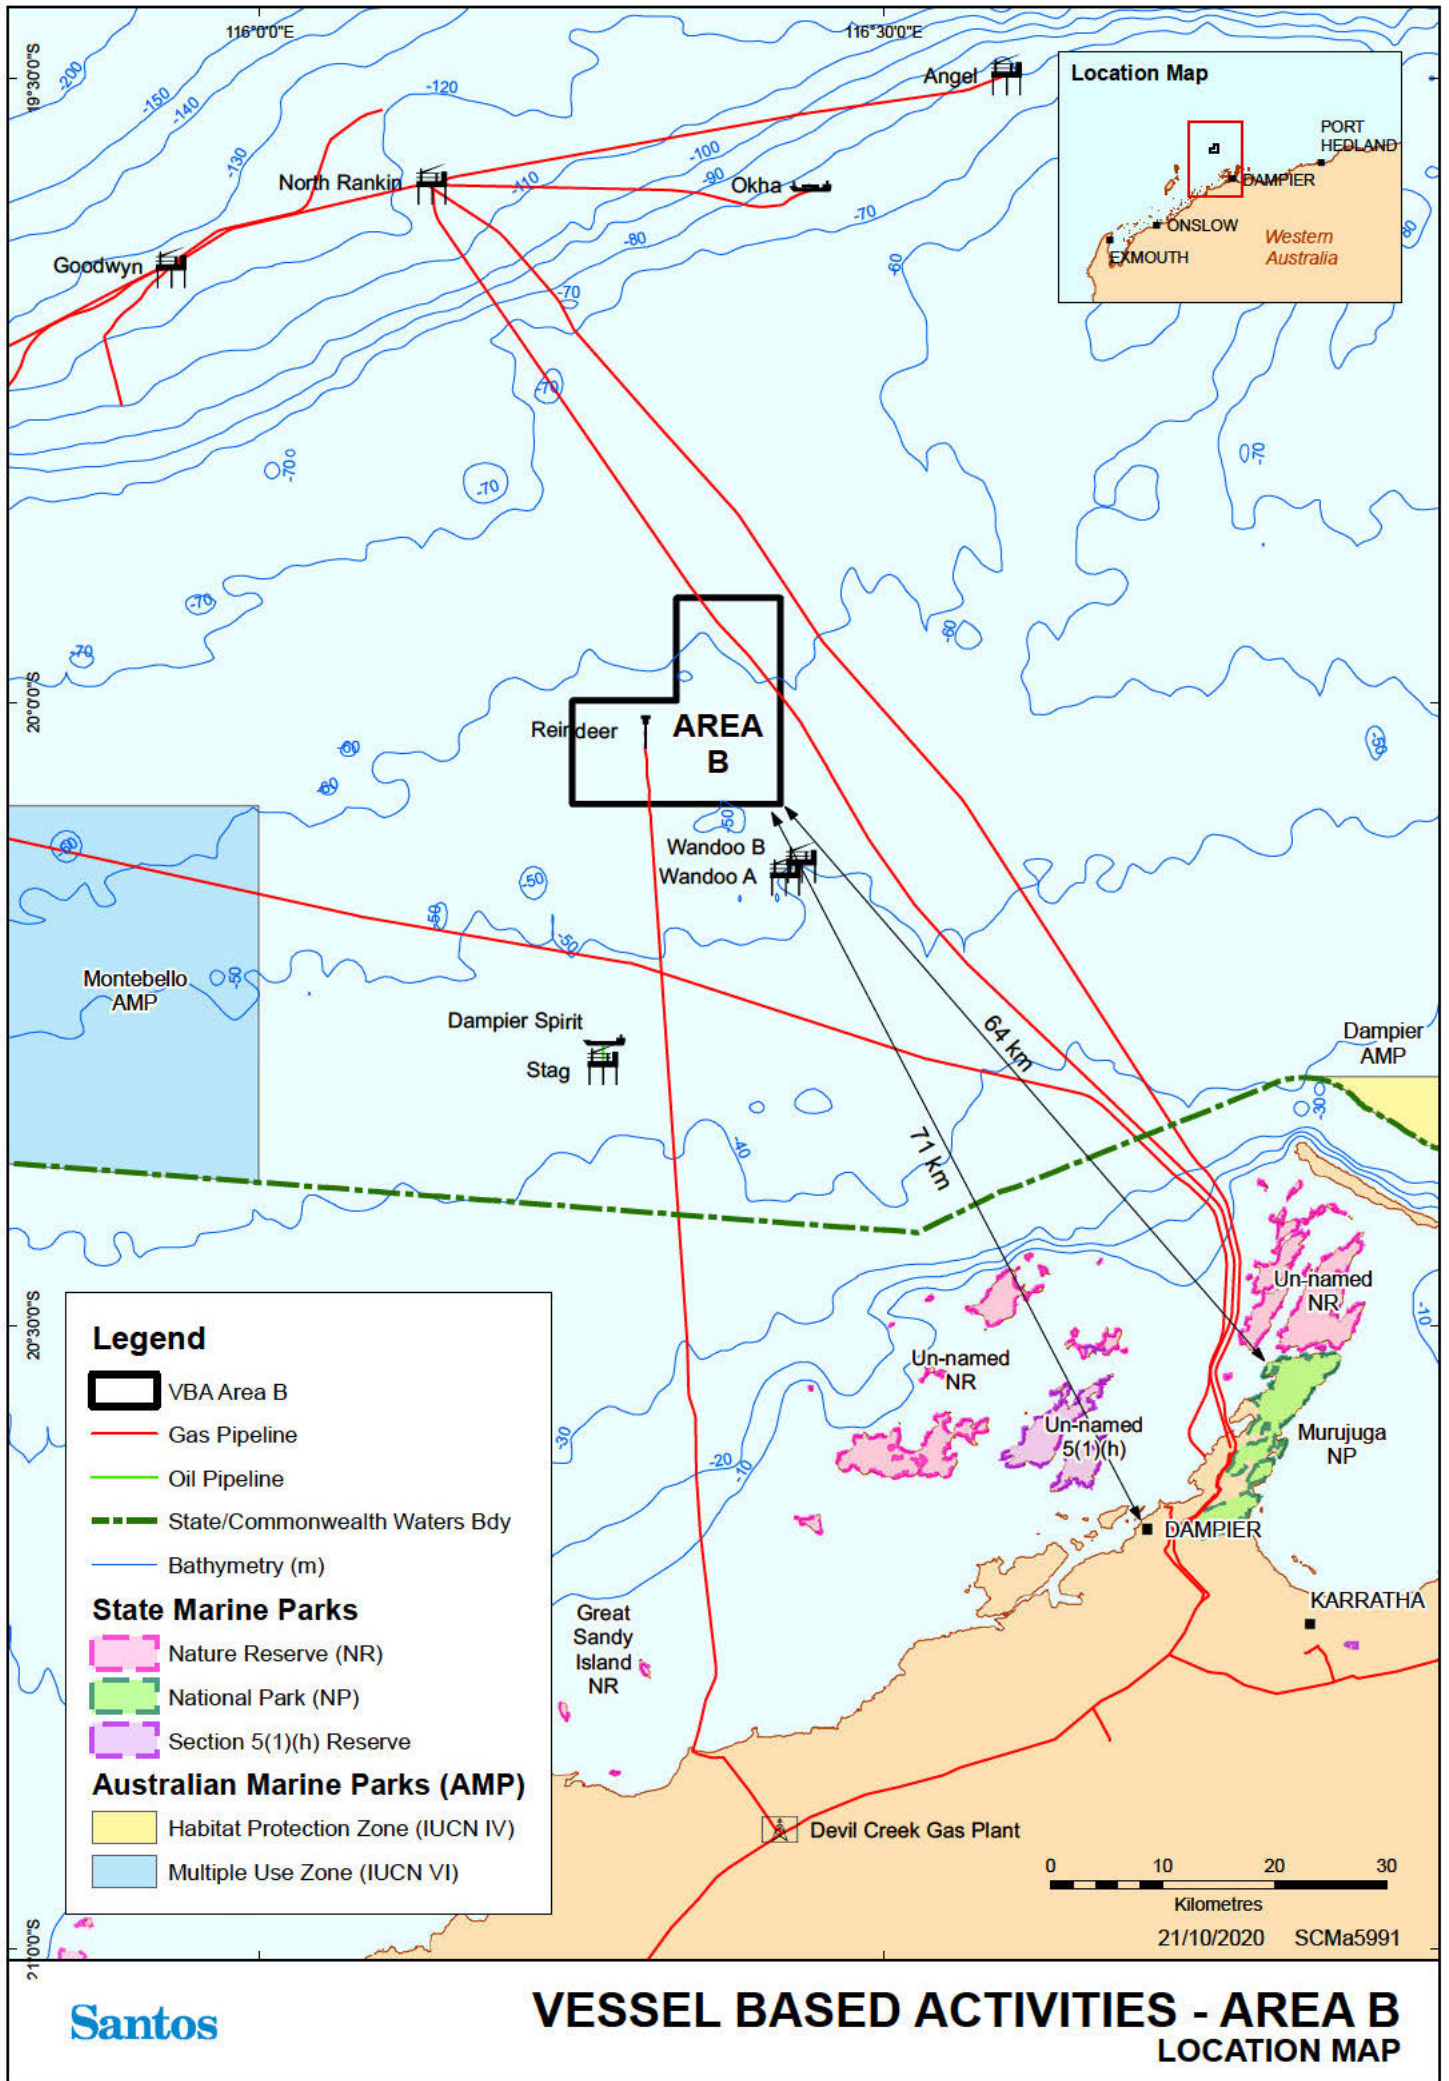 116°0'0"E
116°30'0"E
19°30'0"S
20°0'0"S
20°30'0"S
21°0'0"S
-200
-150
-140
-130
-120
-110
-100
-90
-80
-70
-60
80
Angel
North Rankin
Okha
Goodwyn
Location Map
PORT
HEDLAND
DAMPIER
ONSLOW
EXMOUTH
Western
Australia
-70
-70
-70
-70
-70
-70
-70
-60
-60
-60
-50
Reindeer
AREA
B
-50
Wandoo B
Wandoo A
-60
-50
-50
-50
-50
Montebello
AMP
Dampier Spirit
Stag
64 km
71 km
Dampier
AMP
-30
-40
Un-named
NR
-10
Un-named
NR
Un-named
5(1)(h)
Murujuga
NP
-30
-20
-10
DAMPIER
KARRATHA
Great
Sandy
Island
NR
Devil Creek Gas Plant
Legend
VBA Area B
Gas Pipeline
Oil Pipeline
State/Commonwealth Waters Bdy
Bathymetry (m)
State Marine Parks
Nature Reserve (NR)
National Park (NP)
Section 5(1)(h) Reserve
Australian Marine Parks (AMP)
Habitat Protection Zone (IUCN IV)
Multiple Use Zone (IUCN VI)
0 10 20 30
Kilometres
21/10/2020 SCMa5991
Santos
VESSEL BASED ACTIVITIES - AREA B
LOCATION MAP